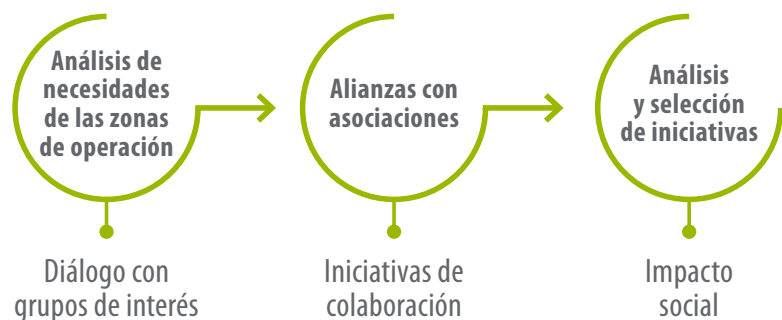 Análisis de
necesidades
de las zonas
de operación
Diálogo con
grupos de interés
Alianzas con
asociaciones
Iniciativas de
colaboración
Análisis
y selección
de iniciativas
Impacto
social